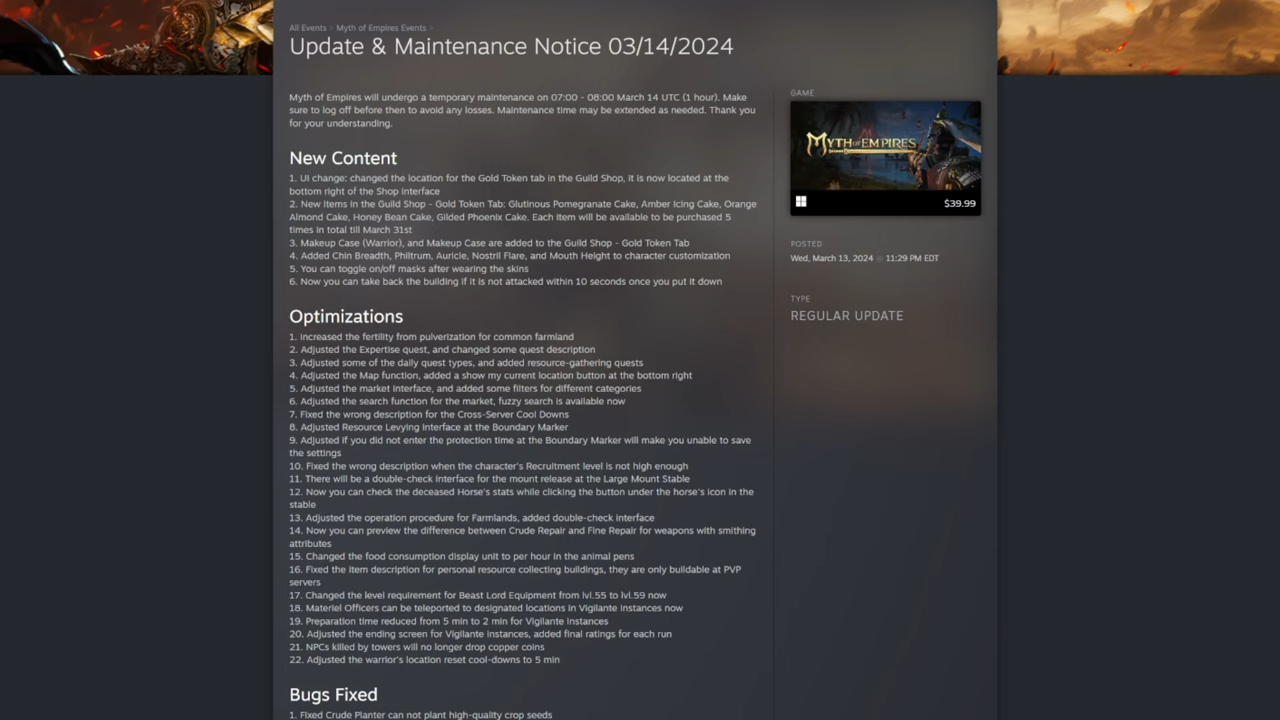 All Events > Myth of Empires Events >
Update & Maintenance Notice 03/14/2024
Myth of Empires will undergo a temporary maintenance on 07:00 - 08:00 March 14 UTC (1 hour). Make
sure to log off before then to avoid any losses. Maintenance time may be extended as needed. Thank you
for your understanding.
New Content
1. UI change: changed the location for the Gold Token tab in the Guild Shop, it is now located at the
bottom right of the Shop interface
2. New items in the Guild Shop - Gold Token Tab: Glutinous Pomegranate Cake, Amber Icing Cake, Orange
Almond Cake, Honey Bean Cake, Gilded Phoenix Cake. Each item will be available to be purchased 5
times in total till March 31st
3. Makeup Case (Warrior), and Makeup Case are added to the Guild Shop - Gold Token Tab
4. Added Chin Breadth, Philtrum, Auricle, Nostril Flare, and Mouth Height to character customization
5. You can toggle on/off masks after wearing the skins
6. Now you can take back the building if it is not attacked within 10 seconds once you put it down
Optimizations
1. Increased the fertility from pulverization for common farmland
2. Adjusted the Expertise quest, and changed some quest description
3. Adjusted some of the daily quest types, and added resource-gathering quests
4. Adjusted the Map function, added a show my current location button at the bottom right
5. Adjusted the market interface, and added some filters for different categories
6. Adjusted the search function for the market, fuzzy search is available now
7. Fixed the wrong description for the Cross-Server Cool Downs
8. Adjusted Resource Levying Interface at the Boundary Marker
9. Adjusted if you did not enter the protection time at the Boundary Marker will make you unable to save
the settings
10. Fixed the wrong description when the character's Recruitment level is not high enough
11. There will be a double-check interface for the mount release at the Large Mount Stable
12. Now you can check the deceased Horse's stats while clicking the button under the horse's icon in the
stable
13. Adjusted the operation procedure for Farmlands, added double-check interface
14. Now you can preview the difference between Crude Repair and Fine Repair for weapons with smithing
attributes
15. Changed the food consumption display unit to per hour in the animal pens
16. Fixed the item description for personal resource collecting buildings, they are only buildable at PVP
servers
17. Changed the level requirement for Beast Lord Equipment from lvl.55 to lvl.59 now
18. Materiel Officers can be teleported to designated locations in Vigilante Instances now
19. Preparation time reduced from 5 min to 2 min for Vigilante Instances
20. Adjusted the ending screen for Vigilante instances, added final ratings for each run
21. NPCs killed by towers will no longer drop copper coins
22. Adjusted the warrior's location reset cool-downs to 5 min
Bugs Fixed
1. Fixed Crude Planter can not plant high-quality crop seeds
GAME
MYTH OF EMPIRES
$39.99
POSTED
Wed, March 13, 2024 @ 11:29 PM EDT
TYPE
REGULAR UPDATE